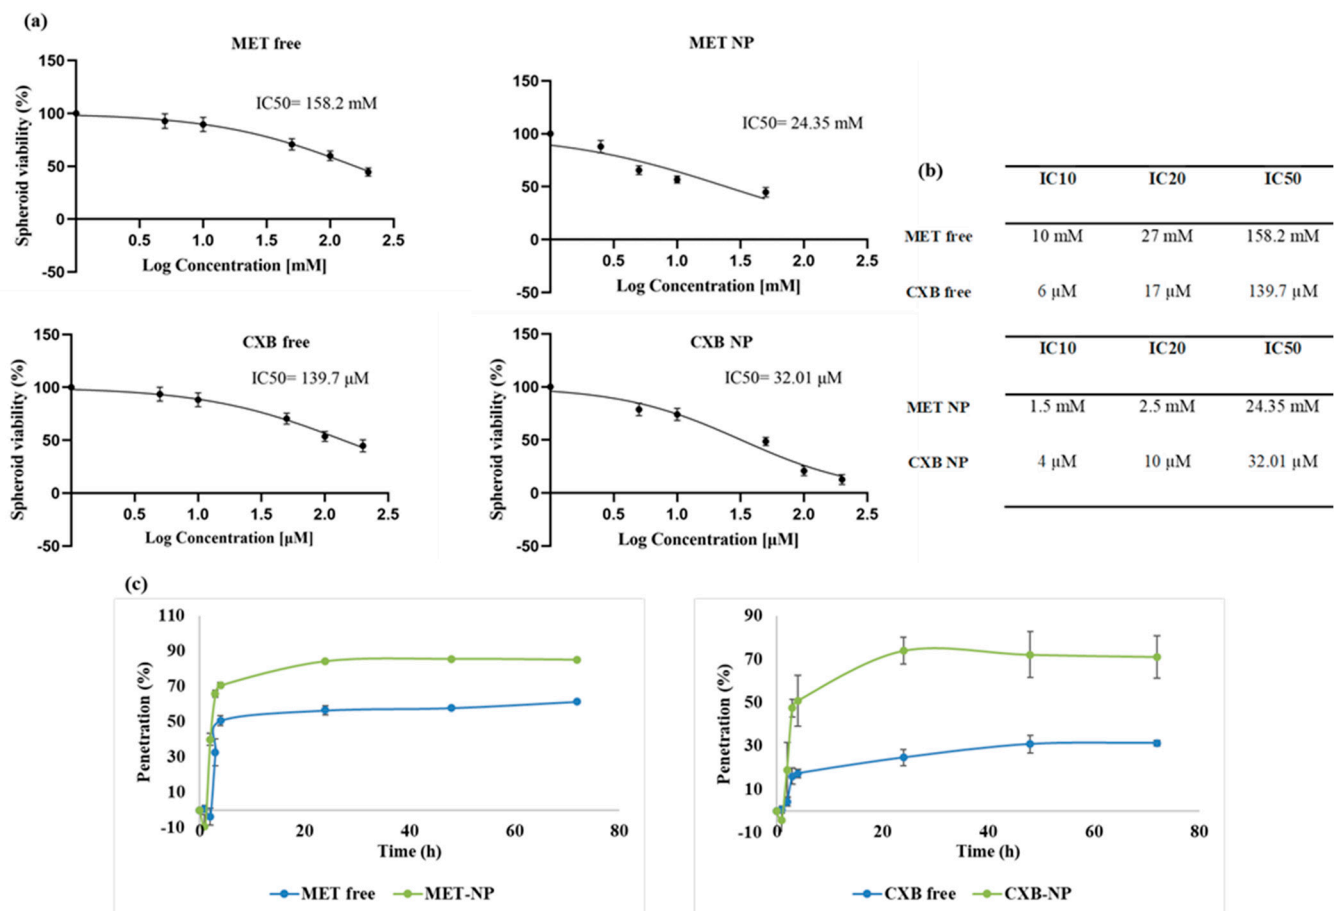 (a)
MET free
Spheroid viability (%)
150
100
50
0
-50
IC50= 158.2 mM
0.5 1.0 1.5 2.0 2.5
Log Concentration [mM]
MET NP
150
100
50
0
-50
IC50= 24.35 mM
0.5 1.0 1.5 2.0 2.5
Log Concentration [mM]
CXB free
Spheroid viability (%)
150
100
50
0
-50
IC50= 139.7 µM
0.5 1.0 1.5 2.0 2.5
Log Concentration [µM]
CXB NP
Spheroid viability (%)
150
100
50
0
-50
IC50= 32.01 µM
0.5 1.0 1.5 2.0 2.5
Log Concentration [µM]
(b)
IC10 IC20 IC50
MET free 10 mM 27 mM 158.2 mM
CXB free 6 µM 17 µM 139.7 µM
IC10 IC20 IC50
MET NP 1.5 mM 2.5 mM 24.35 mM
CXB NP 4 µM 10 µM 32.01 µM
(c)
Penetration (%)
110
90
70
50
30
10
-10
0 20 40 60 80
Time (h)
MET free MET-NP
Penetration (%)
90
70
50
30
10
-10
0 20 40 60 80
Time (h)
CXB free CXB-NP